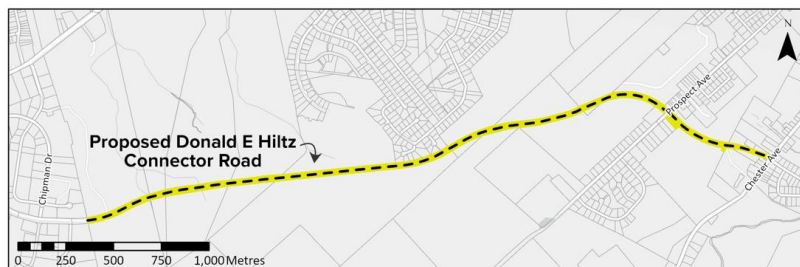 N
Prospect Ave
Proposed Donald E Hiltz
Connector Road
Chipman Dr
Chester Ave
0 250 500 750 1,000 Metres